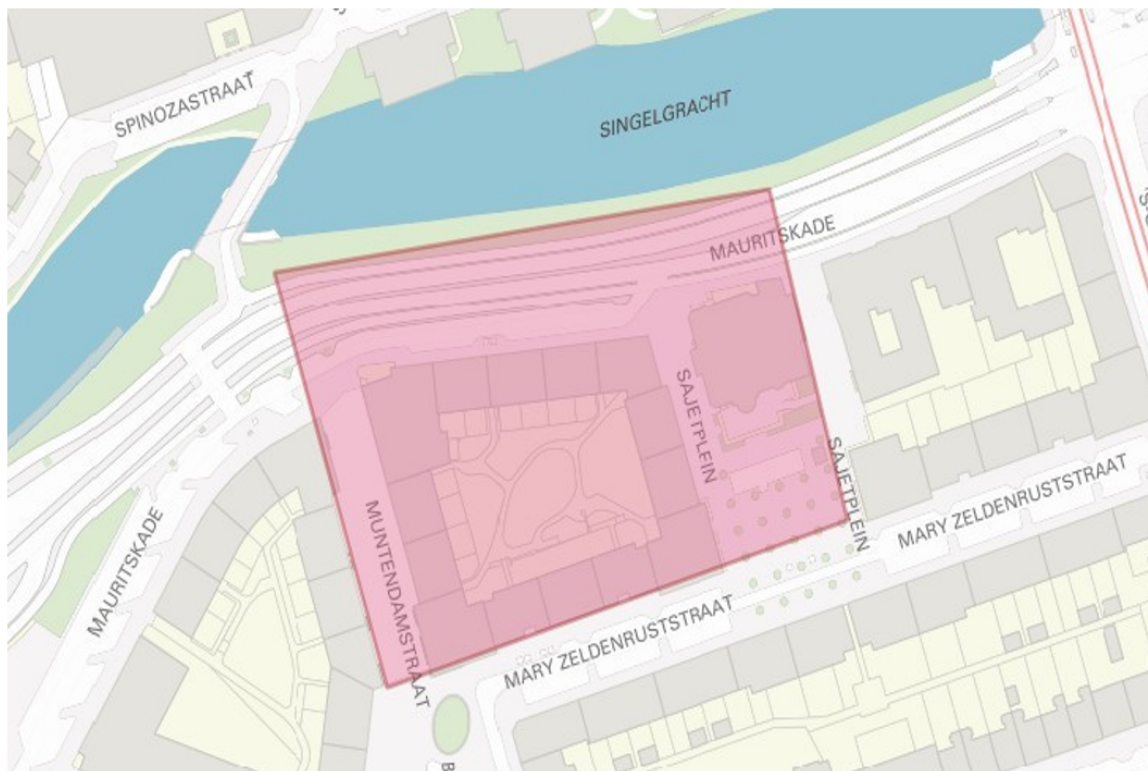 SPINOZASTRAAT
SINGELGRACHT
MAURITSKADE
SAJETPLEIN
SAJETPLEIN
MUNTENDAMSTRAAT
MAURITSKADE
MARY ZELDENRUSTSTRAAT
MARY ZELDENRUSTSTRAAT
B